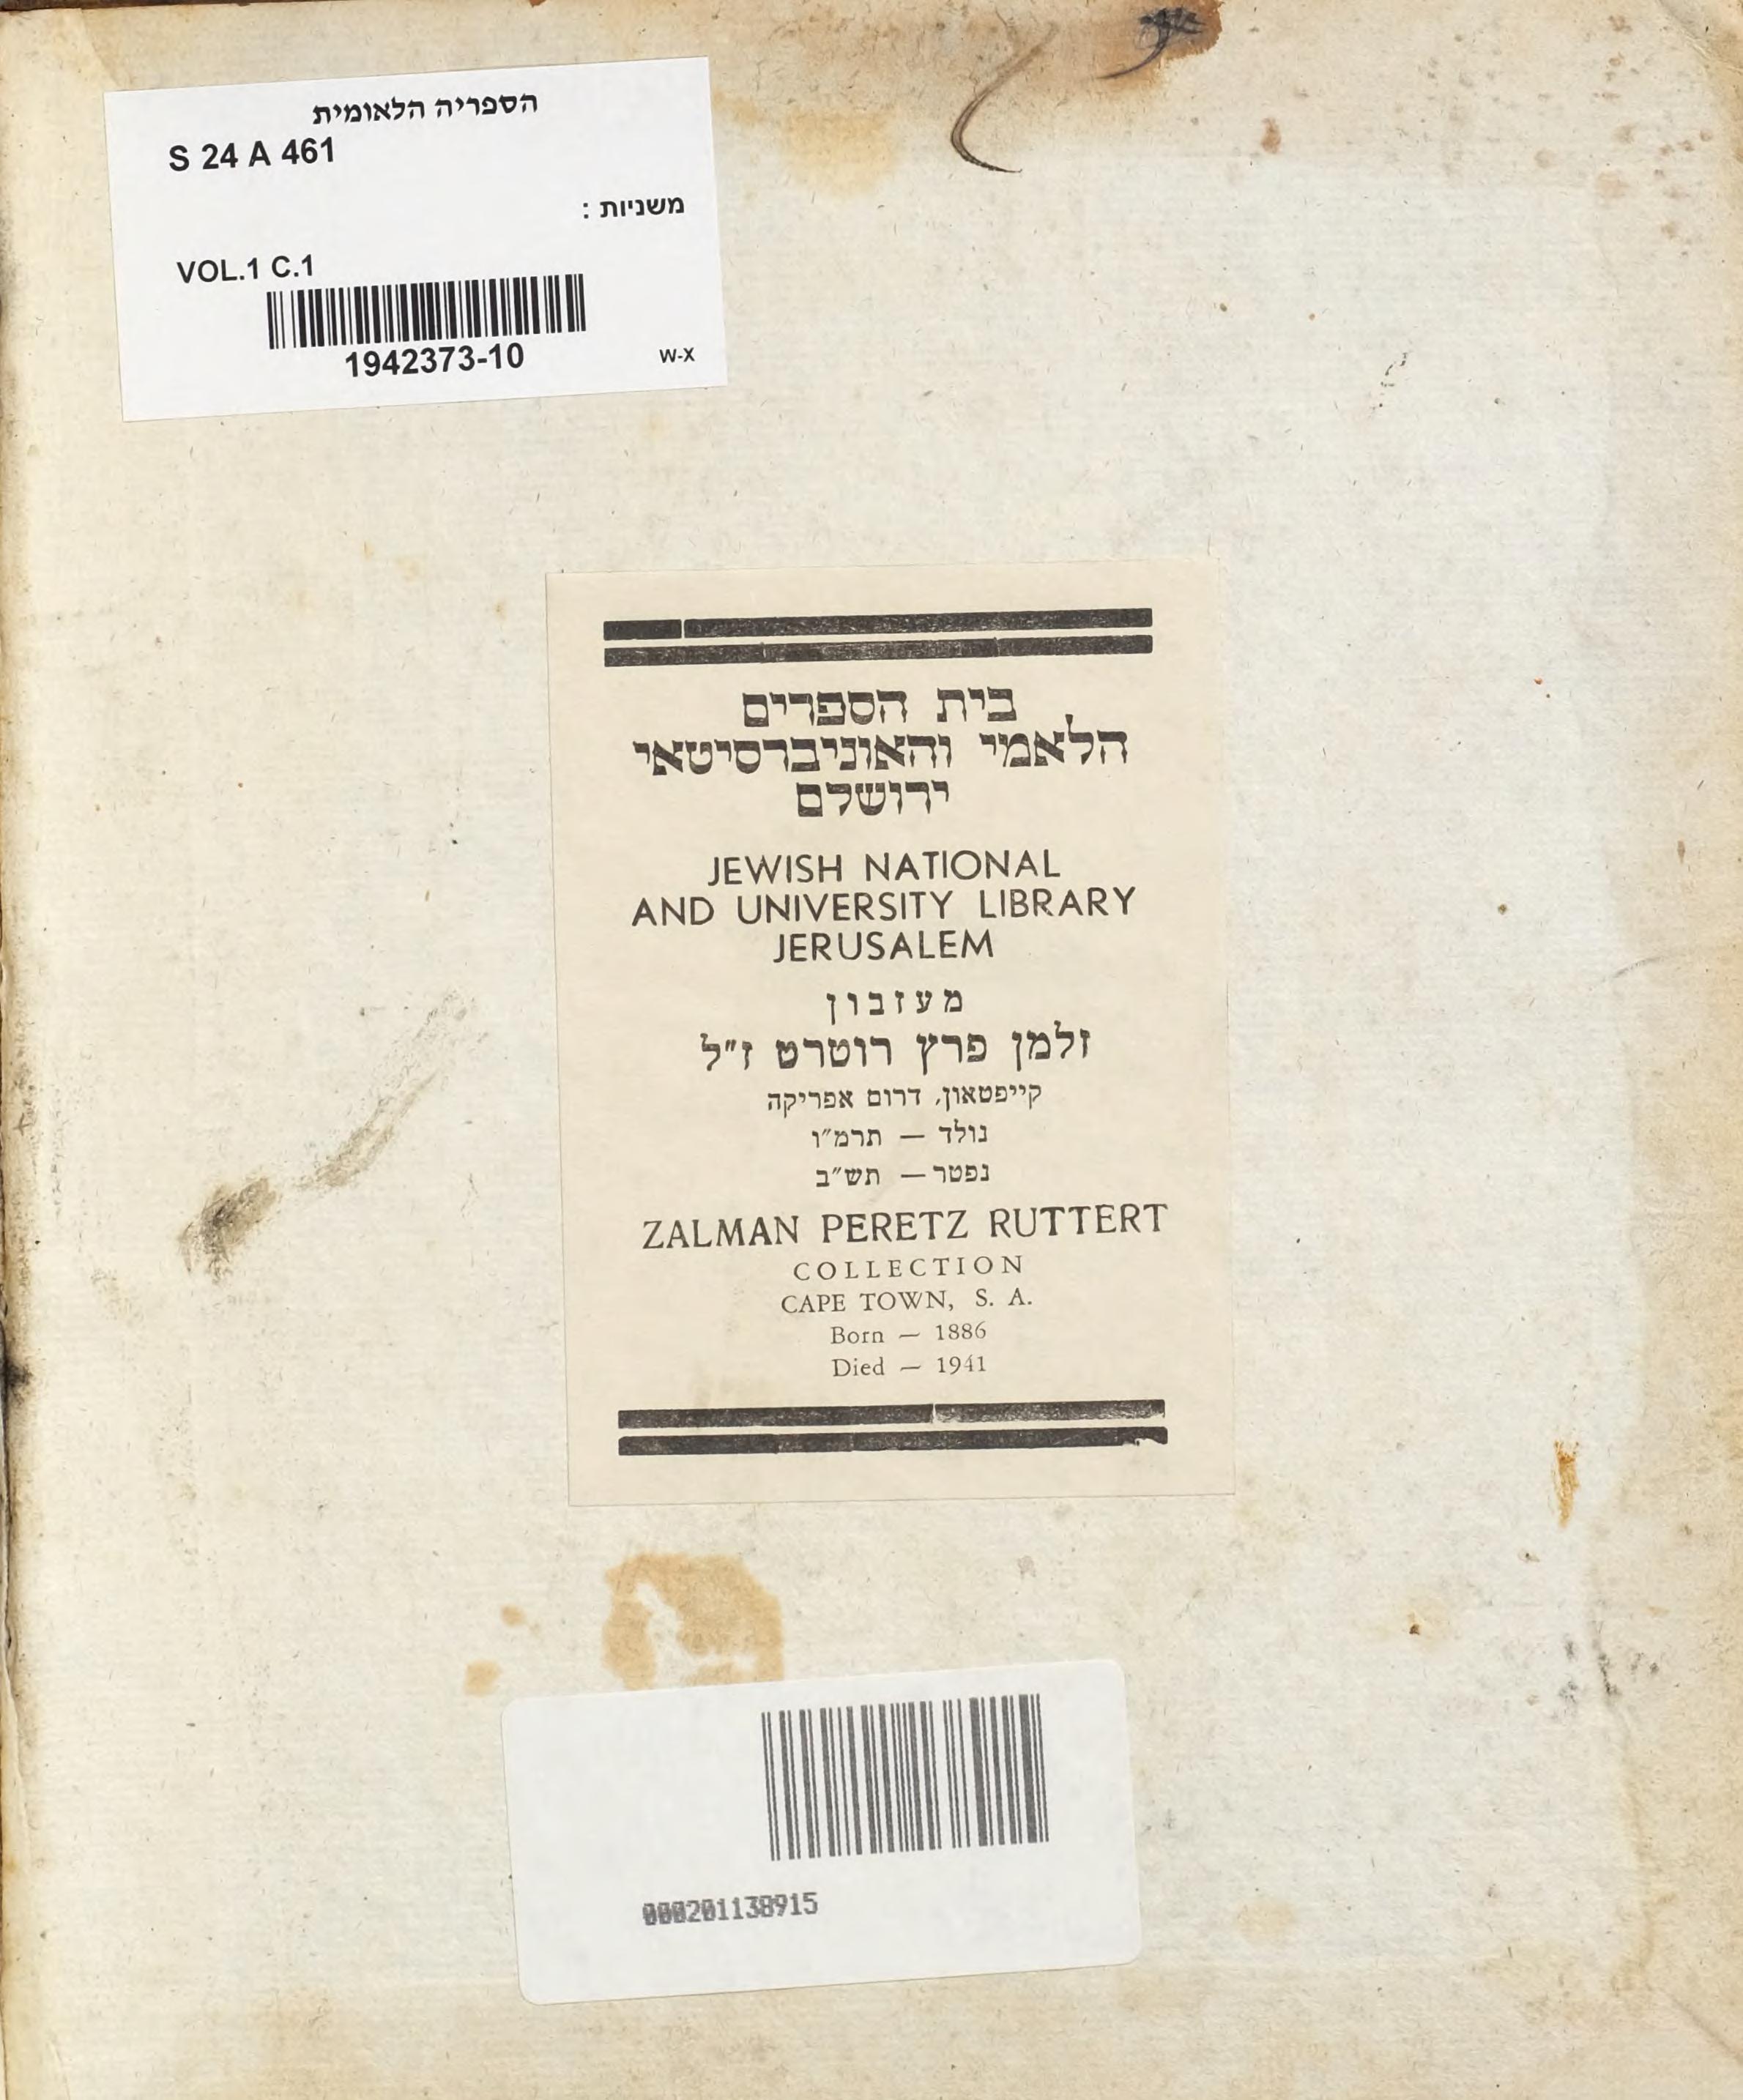 הספריה הלאומית
S 24 A 461
משניות :
VOL.1 C.1
1942373-10
W-X
בית הספרים
הלאמי והאוניברסיטאי
ירושלם
JEWISH NATIONAL
AND UNIVERSITY LIBRARY
JERUSALEM
מעזבון
זלמן פרץ רוטרט ז"ל
קייפטאון, דרום אפריקה
נולד — תרמ"ו
נפטר — תש"ב
ZALMAN PERETZ RUTTERT
COLLECTION
CAPE TOWN, S. A.
Born — 1886
Died — 1941
000201138915